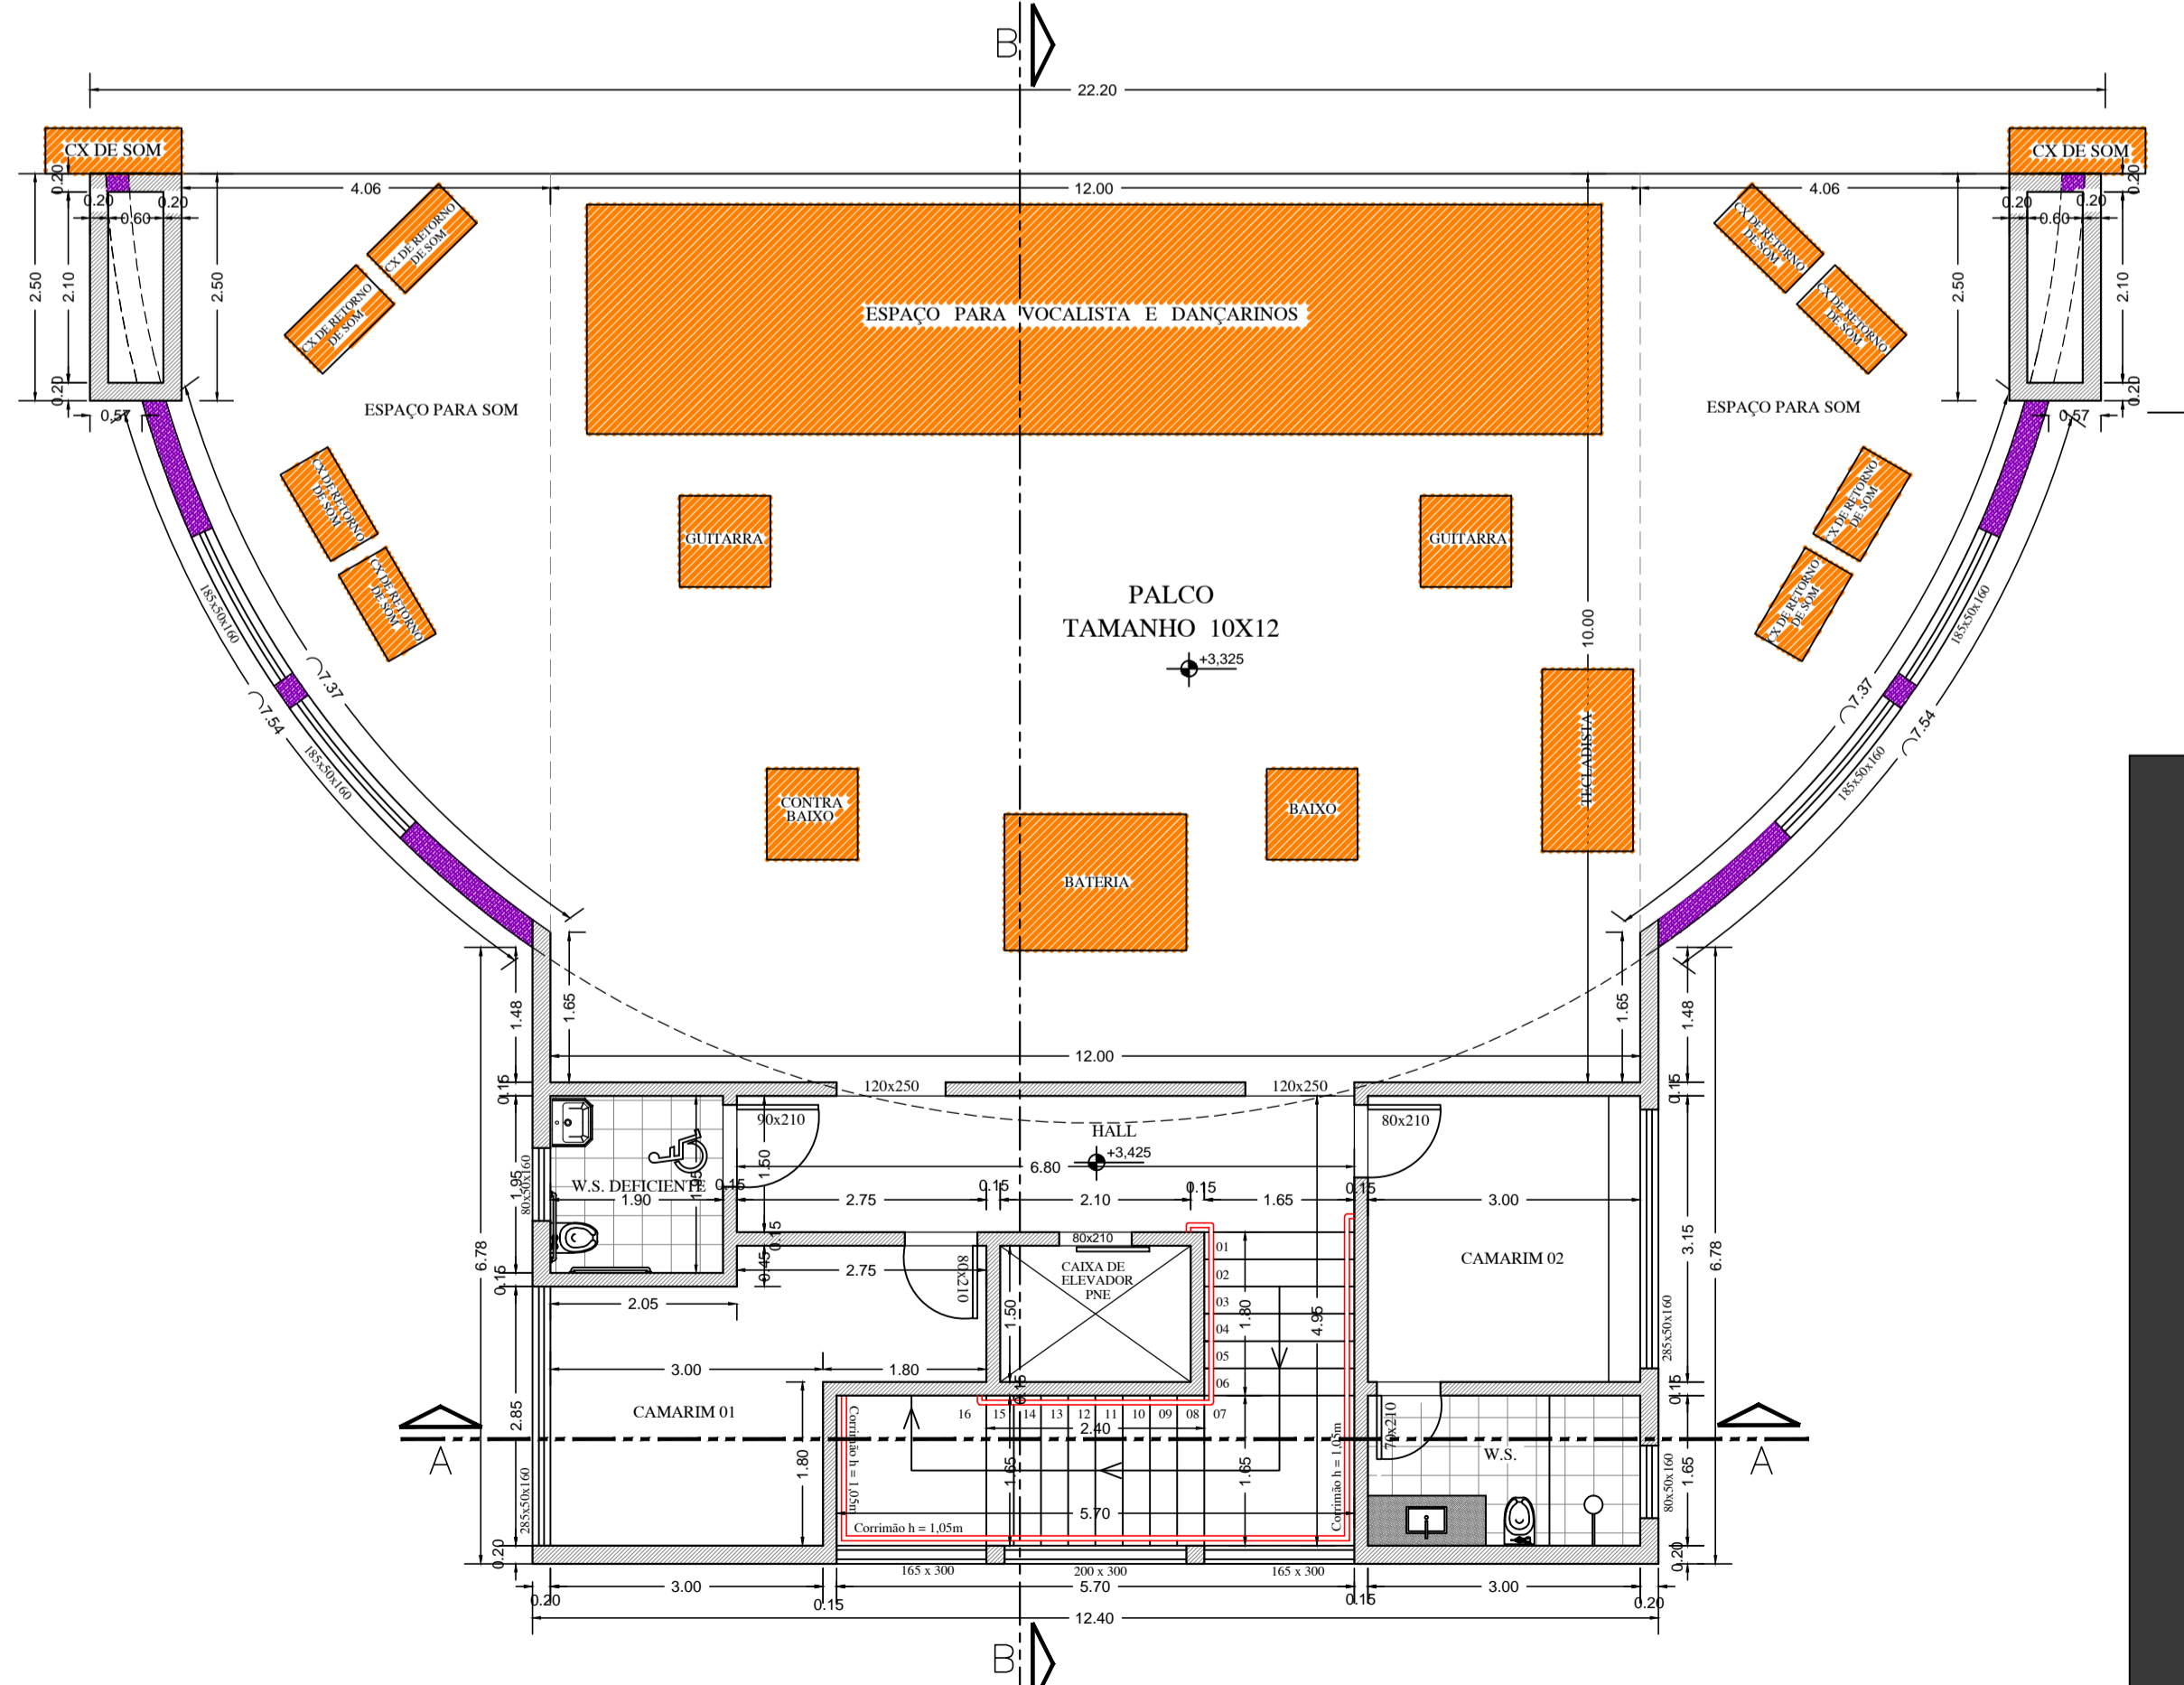 B
22.20
CX DE SOM
CX DE SOM
4.06
12.00
4.06
0.20
0.20
0.20
0.20
0.60
0.20
0.20
0.60
0.20
2.50
2.10
2.50
2.50
2.10
0.20
0.20
0.57
0.57
CX DE RETORNO
DE SOM
CX DE RETORNO
DE SOM
CX DE RETORNO
DE SOM
CX DE RETORNO
DE SOM
ESPAÇO PARA VOCALISTA E DANÇARINOS
ESPAÇO PARA SOM
ESPAÇO PARA SOM
CX DE RETORNO
DE SOM
CX DE RETORNO
DE SOM
CX DE RETORNO
DE SOM
CX DE RETORNO
DE SOM
GUITARRA
GUITARRA
PALCO
TAMANHO 10X12
+3,325
10.00
185x50x160
185x50x160
7.37
7.54
185x50x160
185x50x160
7.37
7.54
TECLADISTA
CONTRA
BAIXO
BAIXO
BATERIA
1.48
1.65
1.65
1.48
12.00
0.15
120x250
120x250
0.15
90x210
HALL
+3,425
80x210
6.80
1.50
W.S. DEFICIENTE
1.95
80x50x160
1.90
1.95
0.15
2.75
0.15
2.10
0.15
1.65
0.15
3.00
6.78
0.15
2.05
0.45
0.15
2.75
80x210
80x210
CAIXA DE
ELEVADOR
PNE
1.50
01
02
03
04
05
06
1.80
4.95
CAMARIM 02
3.15
6.78
285x50x160
0.15
3.00
1.80
0.15
CAMARIM 01
2.85
285x50x160
1.80
16
15
14
13
12
11
10
09
08
07
2.40
Corrimão h = 1,05m
1.65
1.65
5.70
Corrimão h = 1,05m
Corrimão h = 1,05m
70x210
W.S.
80x50x160
1.65
A
A
0.20
0.20
165 x 300
200 x 300
165 x 300
0.20
3.00
0.15
5.70
0.15
3.00
0.20
12.40
B